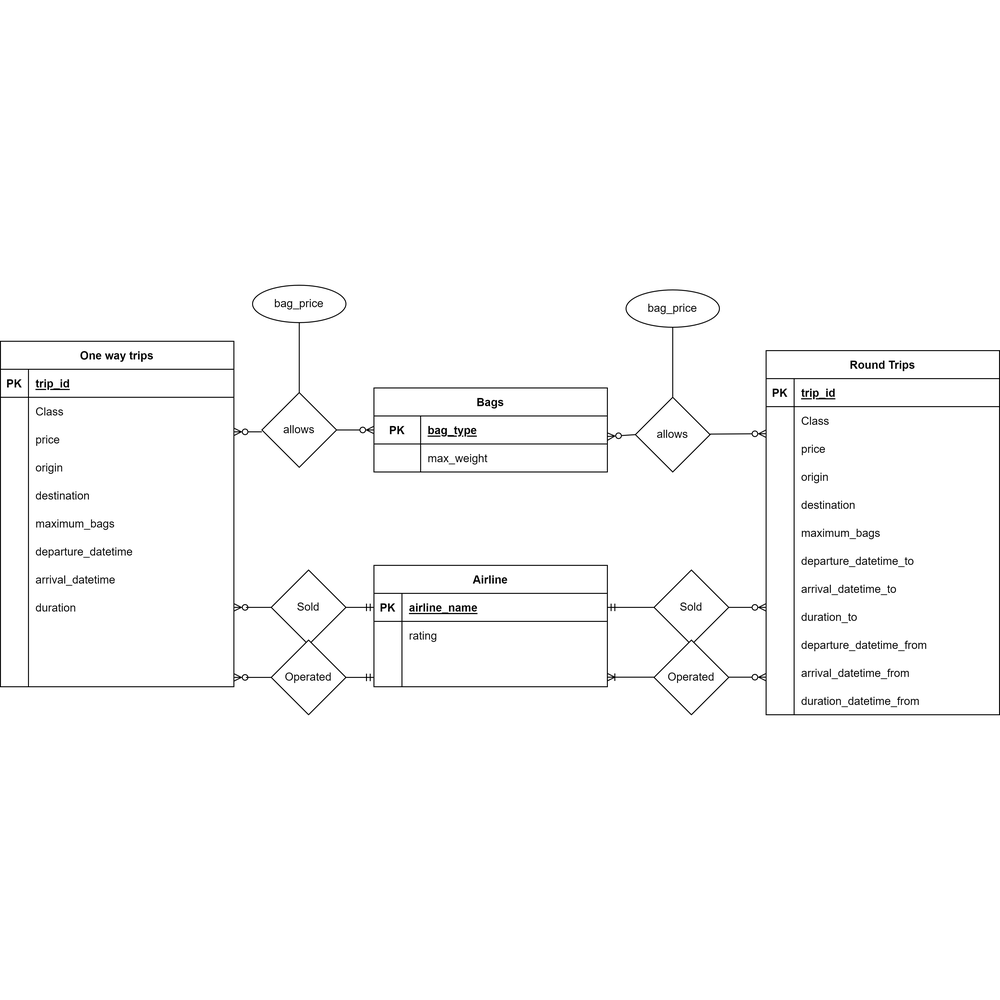 bag_price
bag_price
One way trips
PK trip_id
Class
price
origin
destination
maximum_bags
departure_datetime
arrival_datetime
duration
allows
Bags
PK bag_type
max_weight
allows
Round Trips
PK trip_id
Class
price
origin
destination
maximum_bags
departure_datetime_to
arrival_datetime_to
duration_to
departure_datetime_from
arrival_datetime_from
duration_datetime_from
Sold
Operated
Airline
PK airline_name
rating
Sold
Operated